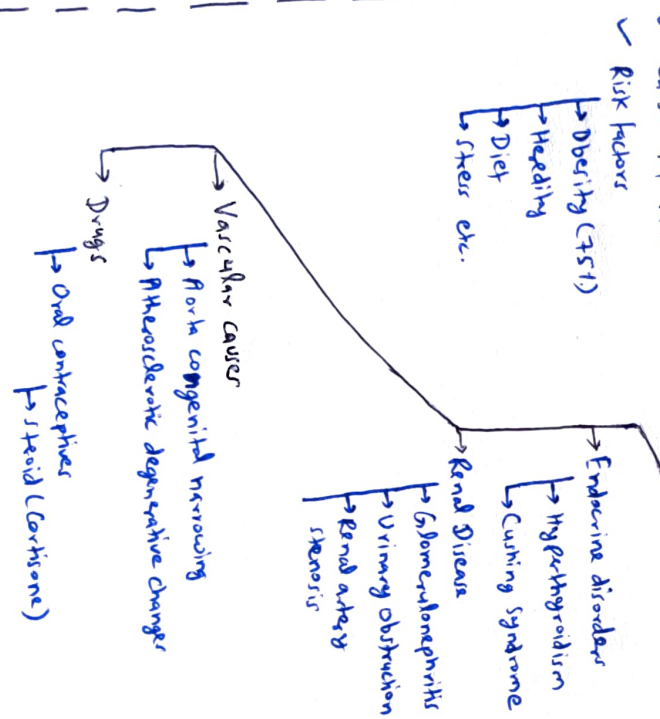 ✓ Risk factors
↳ Obesity (75%)
↳ Heredity
↳ Diet
↳ stress etc.
→ Endocrine disorders
↳ Hyperthyroidism
↳ Cushing Syndrome
→ Renal Disease
↳ Glomerulonephritis
↳ Urinary obstruction
↳ Renal artery
stenosis
→ Vascular causes
↳ Aorta congenital narrowing
↳ Atherosclerotic degenerative changes
→ Drugs
↳ Oral contraceptives
↳ steoid (Cortisone)